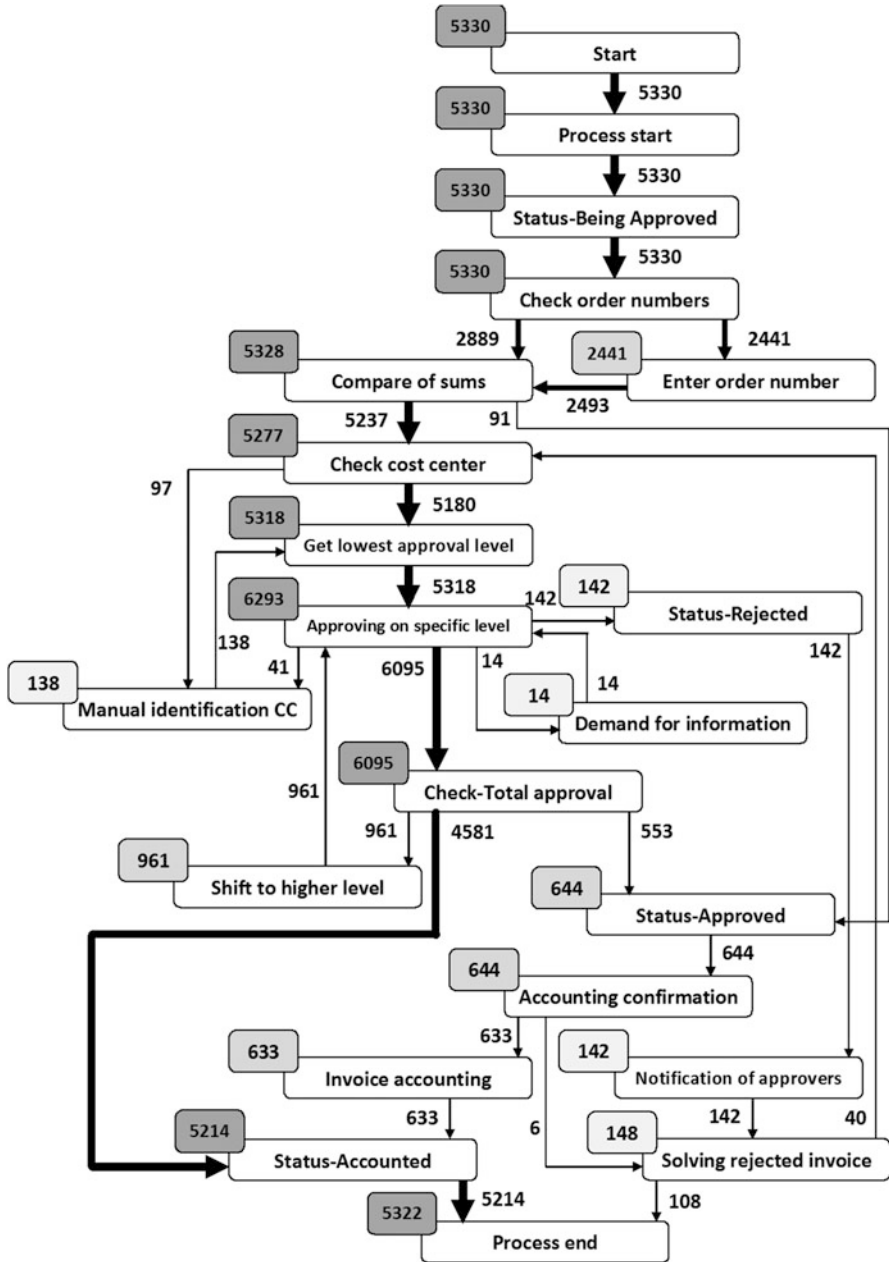 5330
Start
5330
5330
Process start
5330
5330
Status-Being Approved
5330
5330
Check order numbers
2889
2441
5328
2441
Compare of sums
Enter order number
2493
5237
91
5277
Check cost center
97
5180
5318
Get lowest approval level
5318
6293
142
142
Status-Rejected
Approving on specific level
138
41
6095
14
142
138
14
14
Manual identification CC
Demand for information
6095
Check-Total approval
961
961
4581
553
961
644
Shift to higher level
Status-Approved
644
644
Accounting confirmation
633
633
142
Invoice accounting
Notification of approvers
633
6
142
40
5214
148
Status-Accounted
Solving rejected invoice
5214
108
5322
Process end